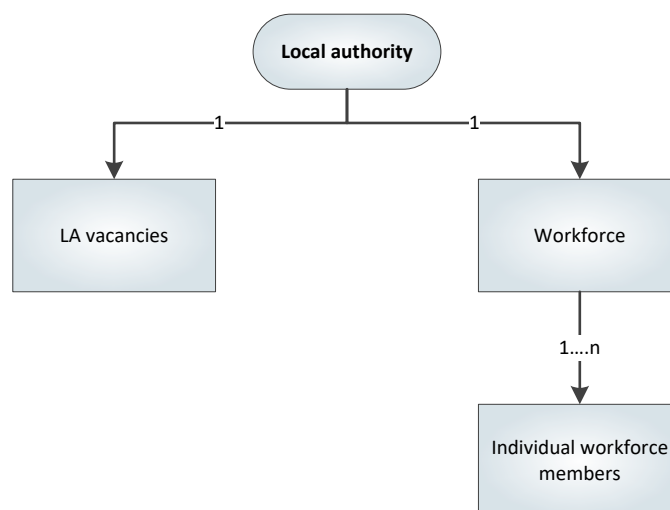 Local authority
1
1
LA vacancies
Workforce
1....n
Individual workforce
members